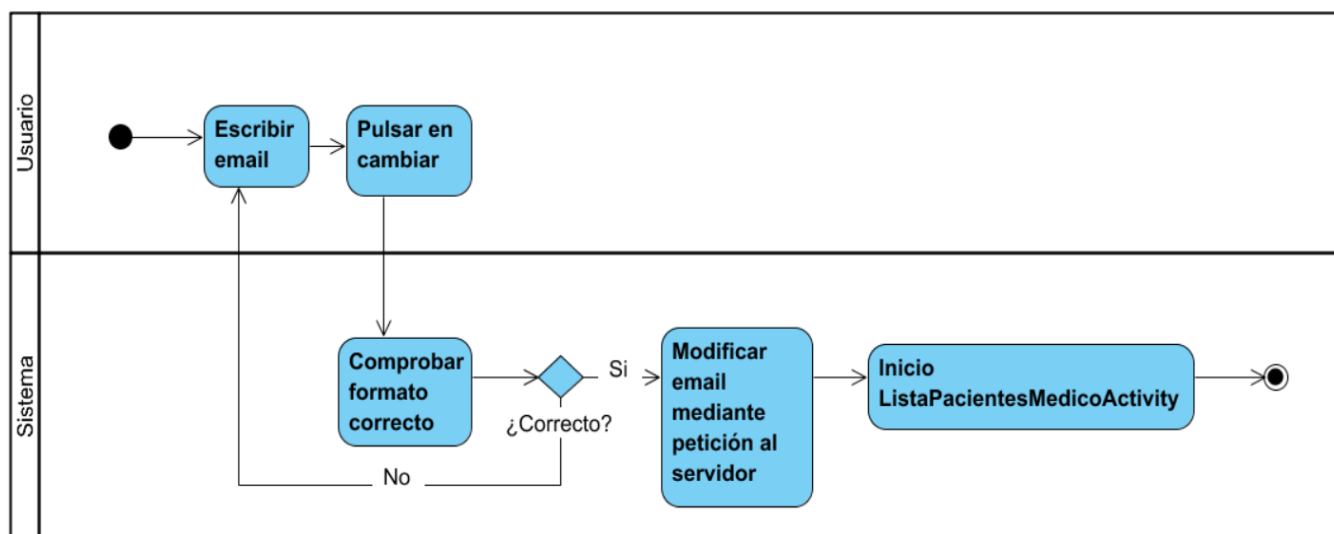 Usuario
Escribir
email
Pulsar en
cambiar
Sistema
Comprobar
formato
correcto
¿Correcto?
Si
No
Modificar
email
mediante
petición al
servidor
Inicio
ListaPacientesMedicoActivity